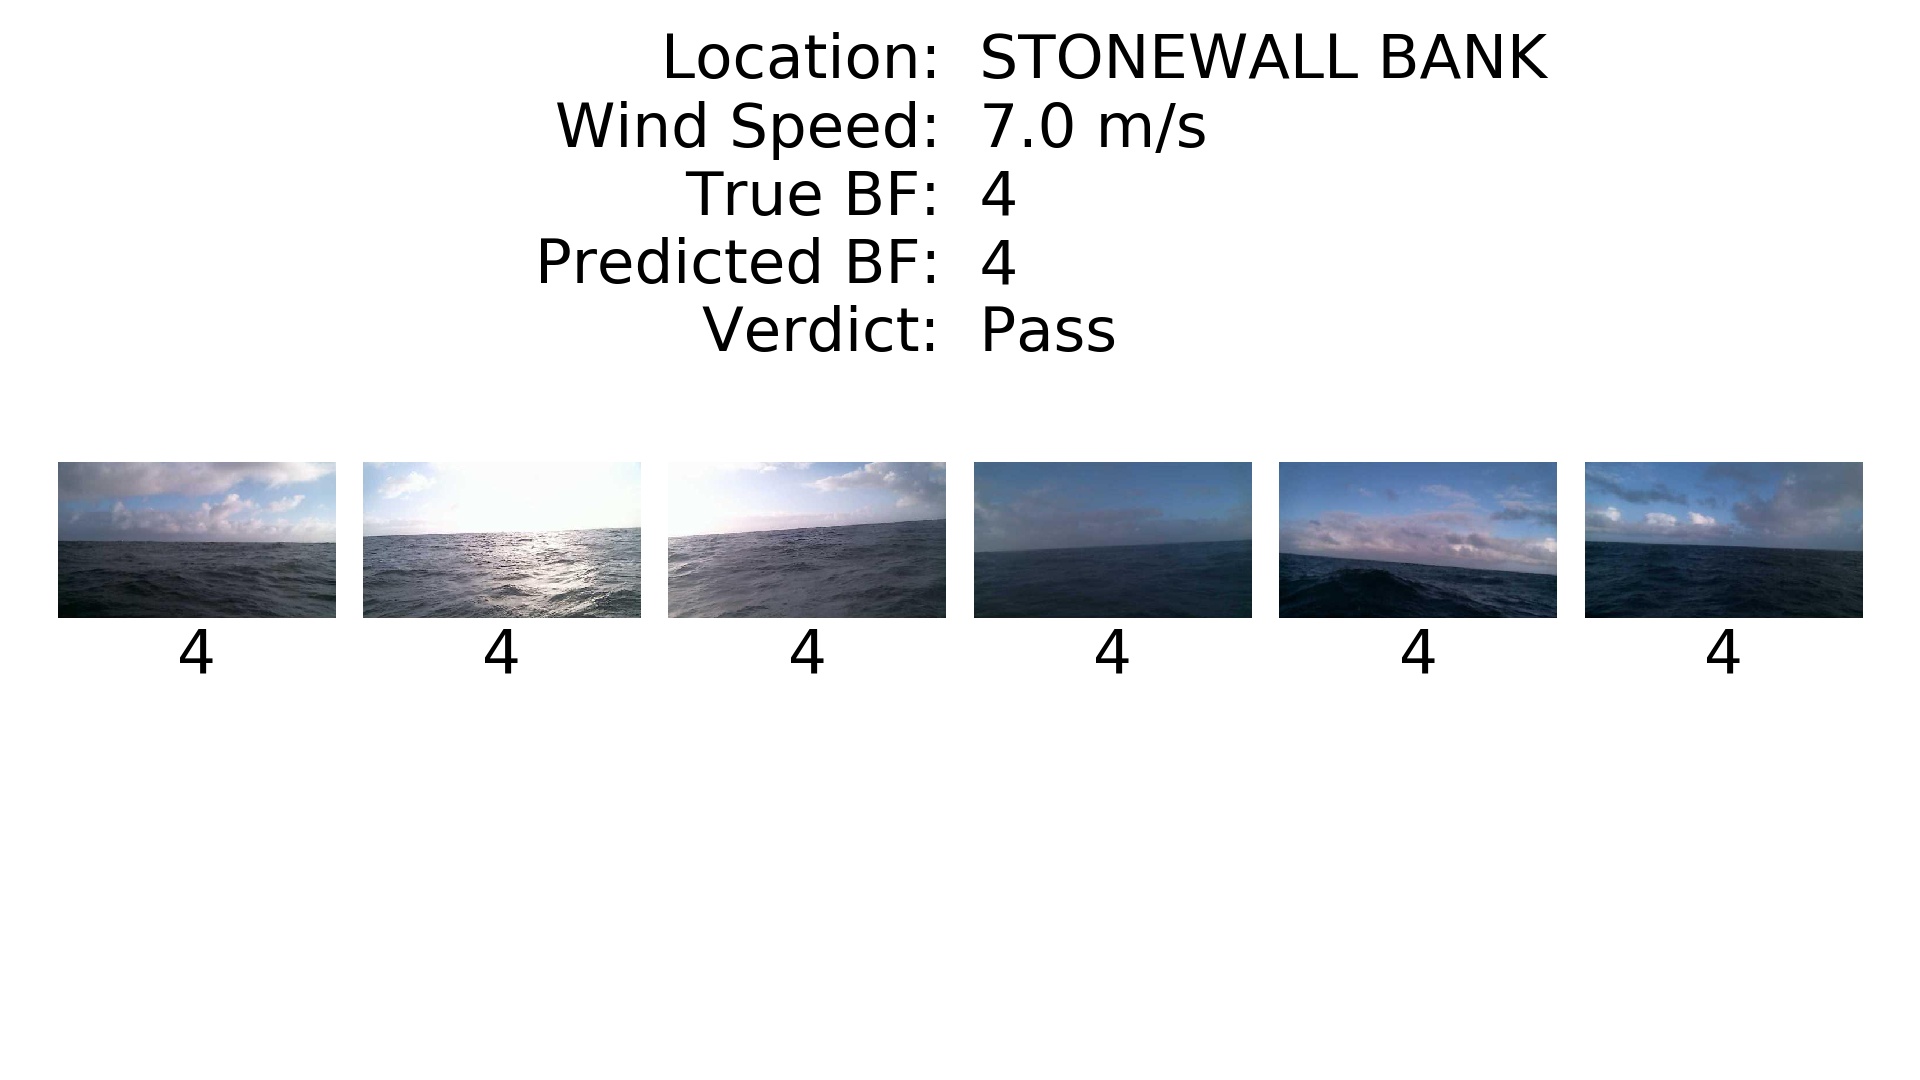 Location: STONEWALL BANK
Wind Speed: 7.0 m/s
True BF: 4
Predicted BF: 4
Verdict: Pass
4 4 4 4 4 4